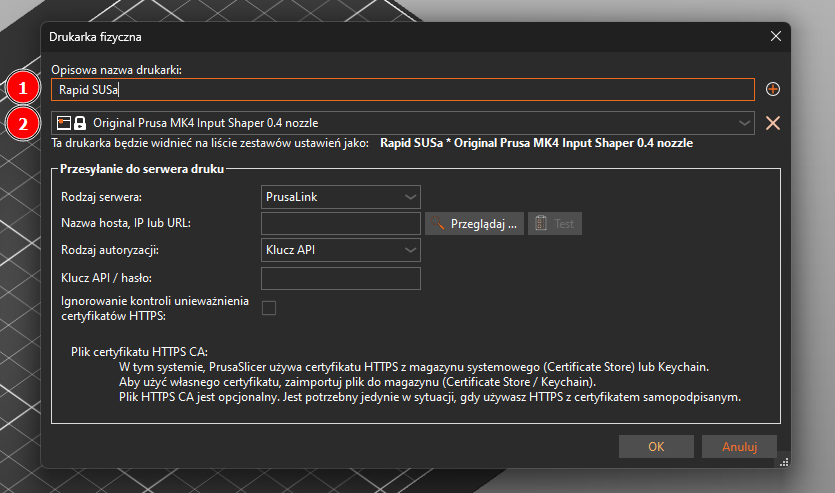 Drukarka fizyczna
Opisowa nazwa drukarki:
1
Rapid SUSa
2
Original Prusa MK4 Input Shaper 0.4 nozzle
Ta drukarka będzie widnieć na liście zestawów ustawień jako: Rapid SUSa * Original Prusa MK4 Input Shaper 0.4 nozzle
Przesyłanie do serwera druku
Rodzaj serwera: PrusaLink
Nazwa hosta, IP lub URL: Przeglądaj ... Test
Rodzaj autoryzacji: Klucz API
Klucz API / hasło:
Ignorowanie kontroli unieważnienia
certyfikatów HTTPS:
Plik certyfikatu HTTPS CA:
W tym systemie, PrusaSlicer używa certyfikatu HTTPS z magazynu systemowego (Certificate Store) lub Keychain.
Aby użyć własnego certyfikatu, zaimportuj plik do magazynu (Certificate Store / Keychain).
Plik HTTPS CA jest opcjonalny. Jest potrzebny jedynie w sytuacji, gdy używasz HTTPS z certyfikatem samopodpisanym.
OK Anuluj